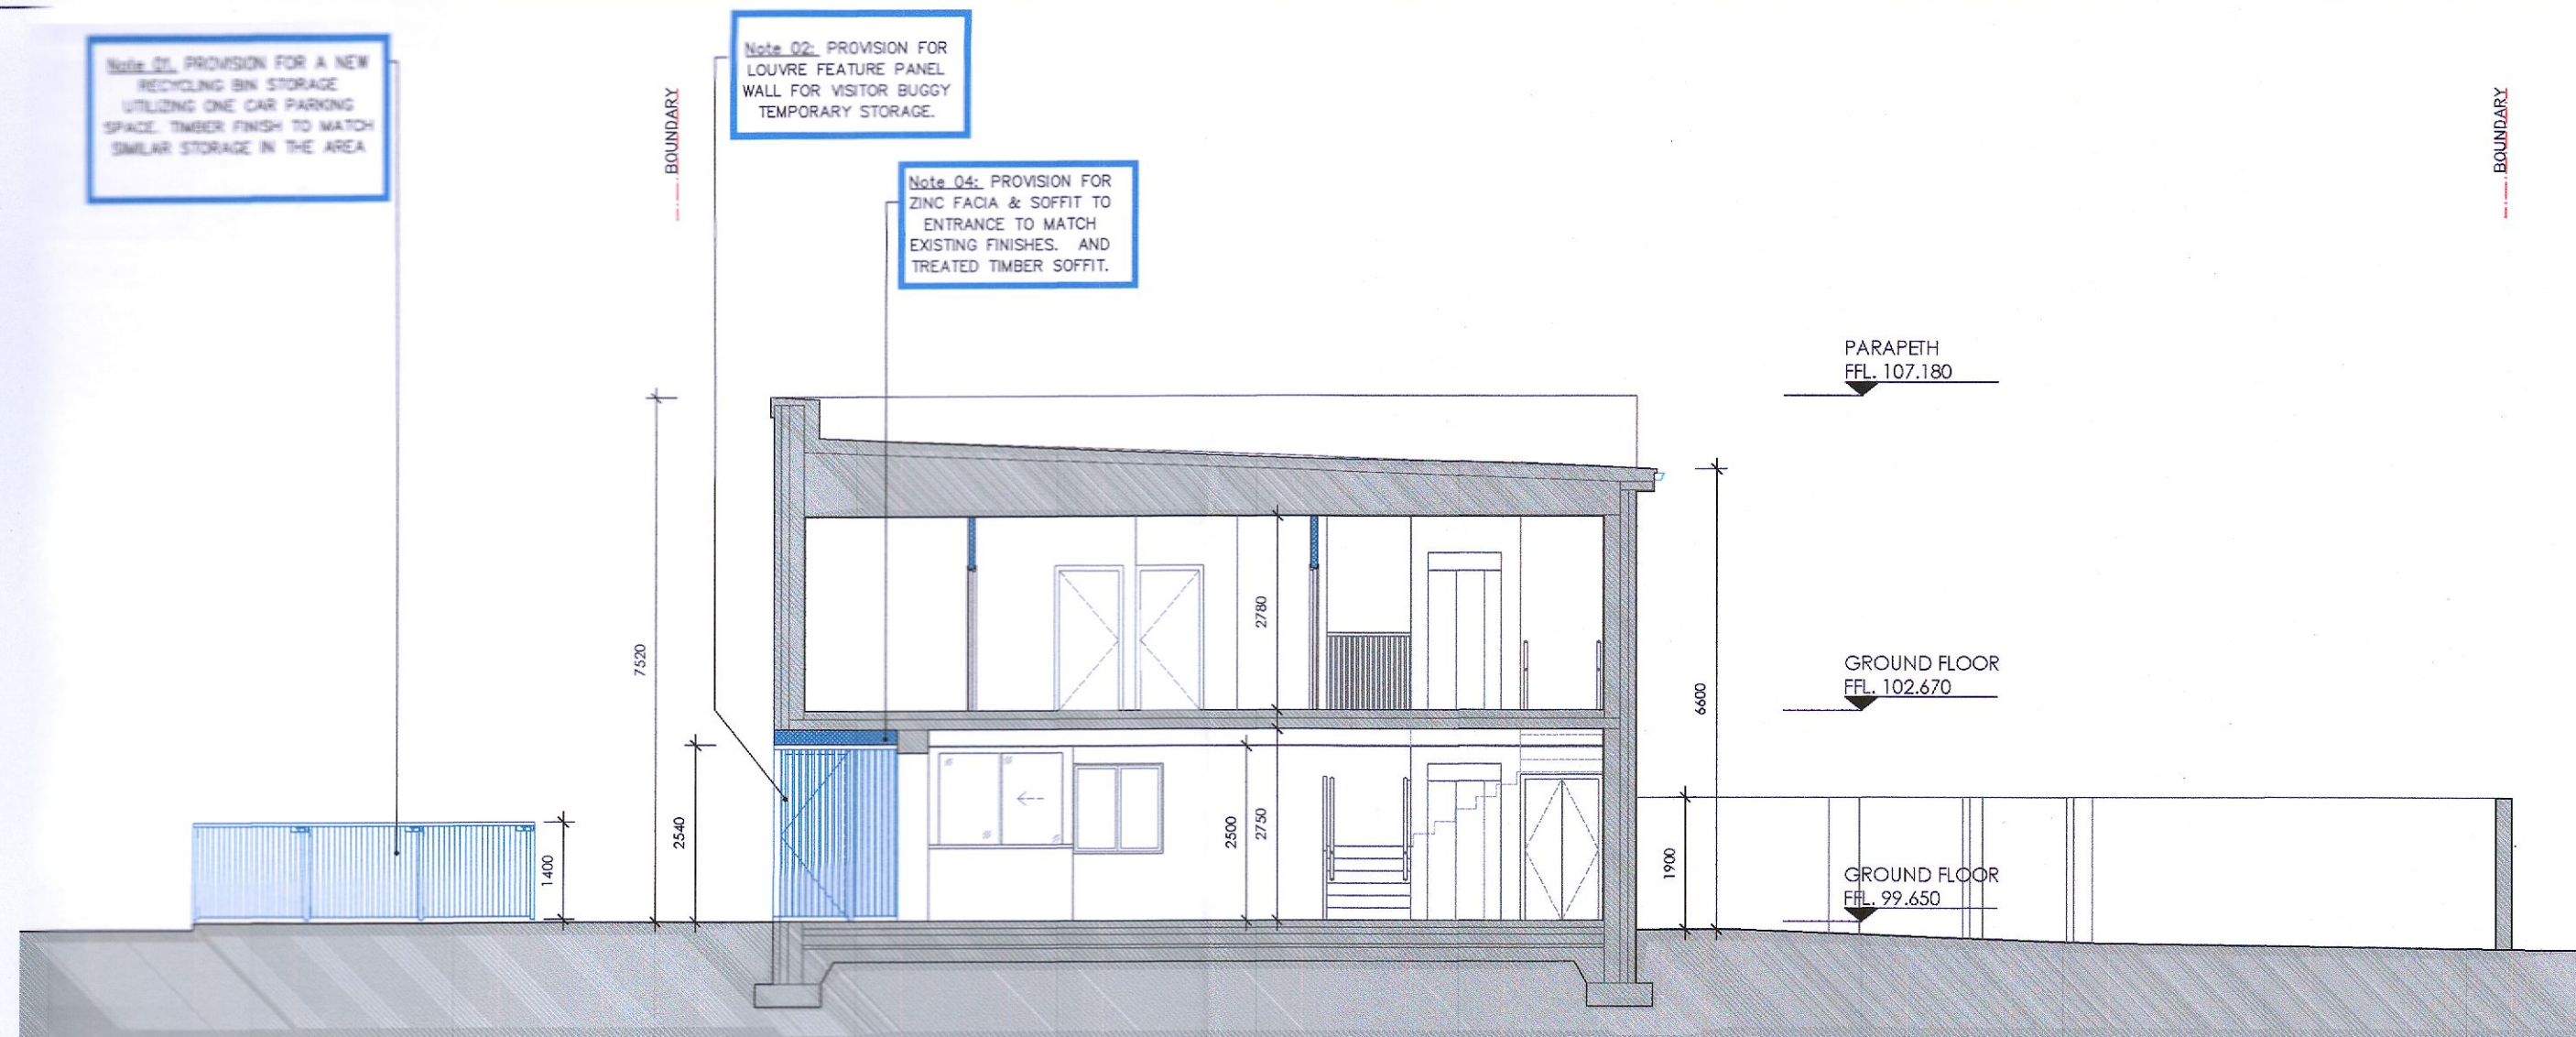 Note 01. PROVISION FOR A NEW
RECYCLING BIN STORAGE
UTILIZING ONE CAR PARKING
SPACE. TIMBER FINISH TO MATCH
SIMILAR STORAGE IN THE AREA
Note 02: PROVISION FOR
LOUVRE FEATURE PANEL
WALL FOR VISITOR BUGGY
TEMPORARY STORAGE.
Note 04: PROVISION FOR
ZINC FACIA & SOFFIT TO
ENTRANCE TO MATCH
EXISTING FINISHES. AND
TREATED TIMBER SOFFIT.
BOUNDARY
BOUNDARY
PARAPETH
FFL. 107.180
GROUND FLOOR
FFL. 102.670
GROUND FLOOR
FFL. 99.650
7520
2540
1400
2780
2500
2750
6600
1900